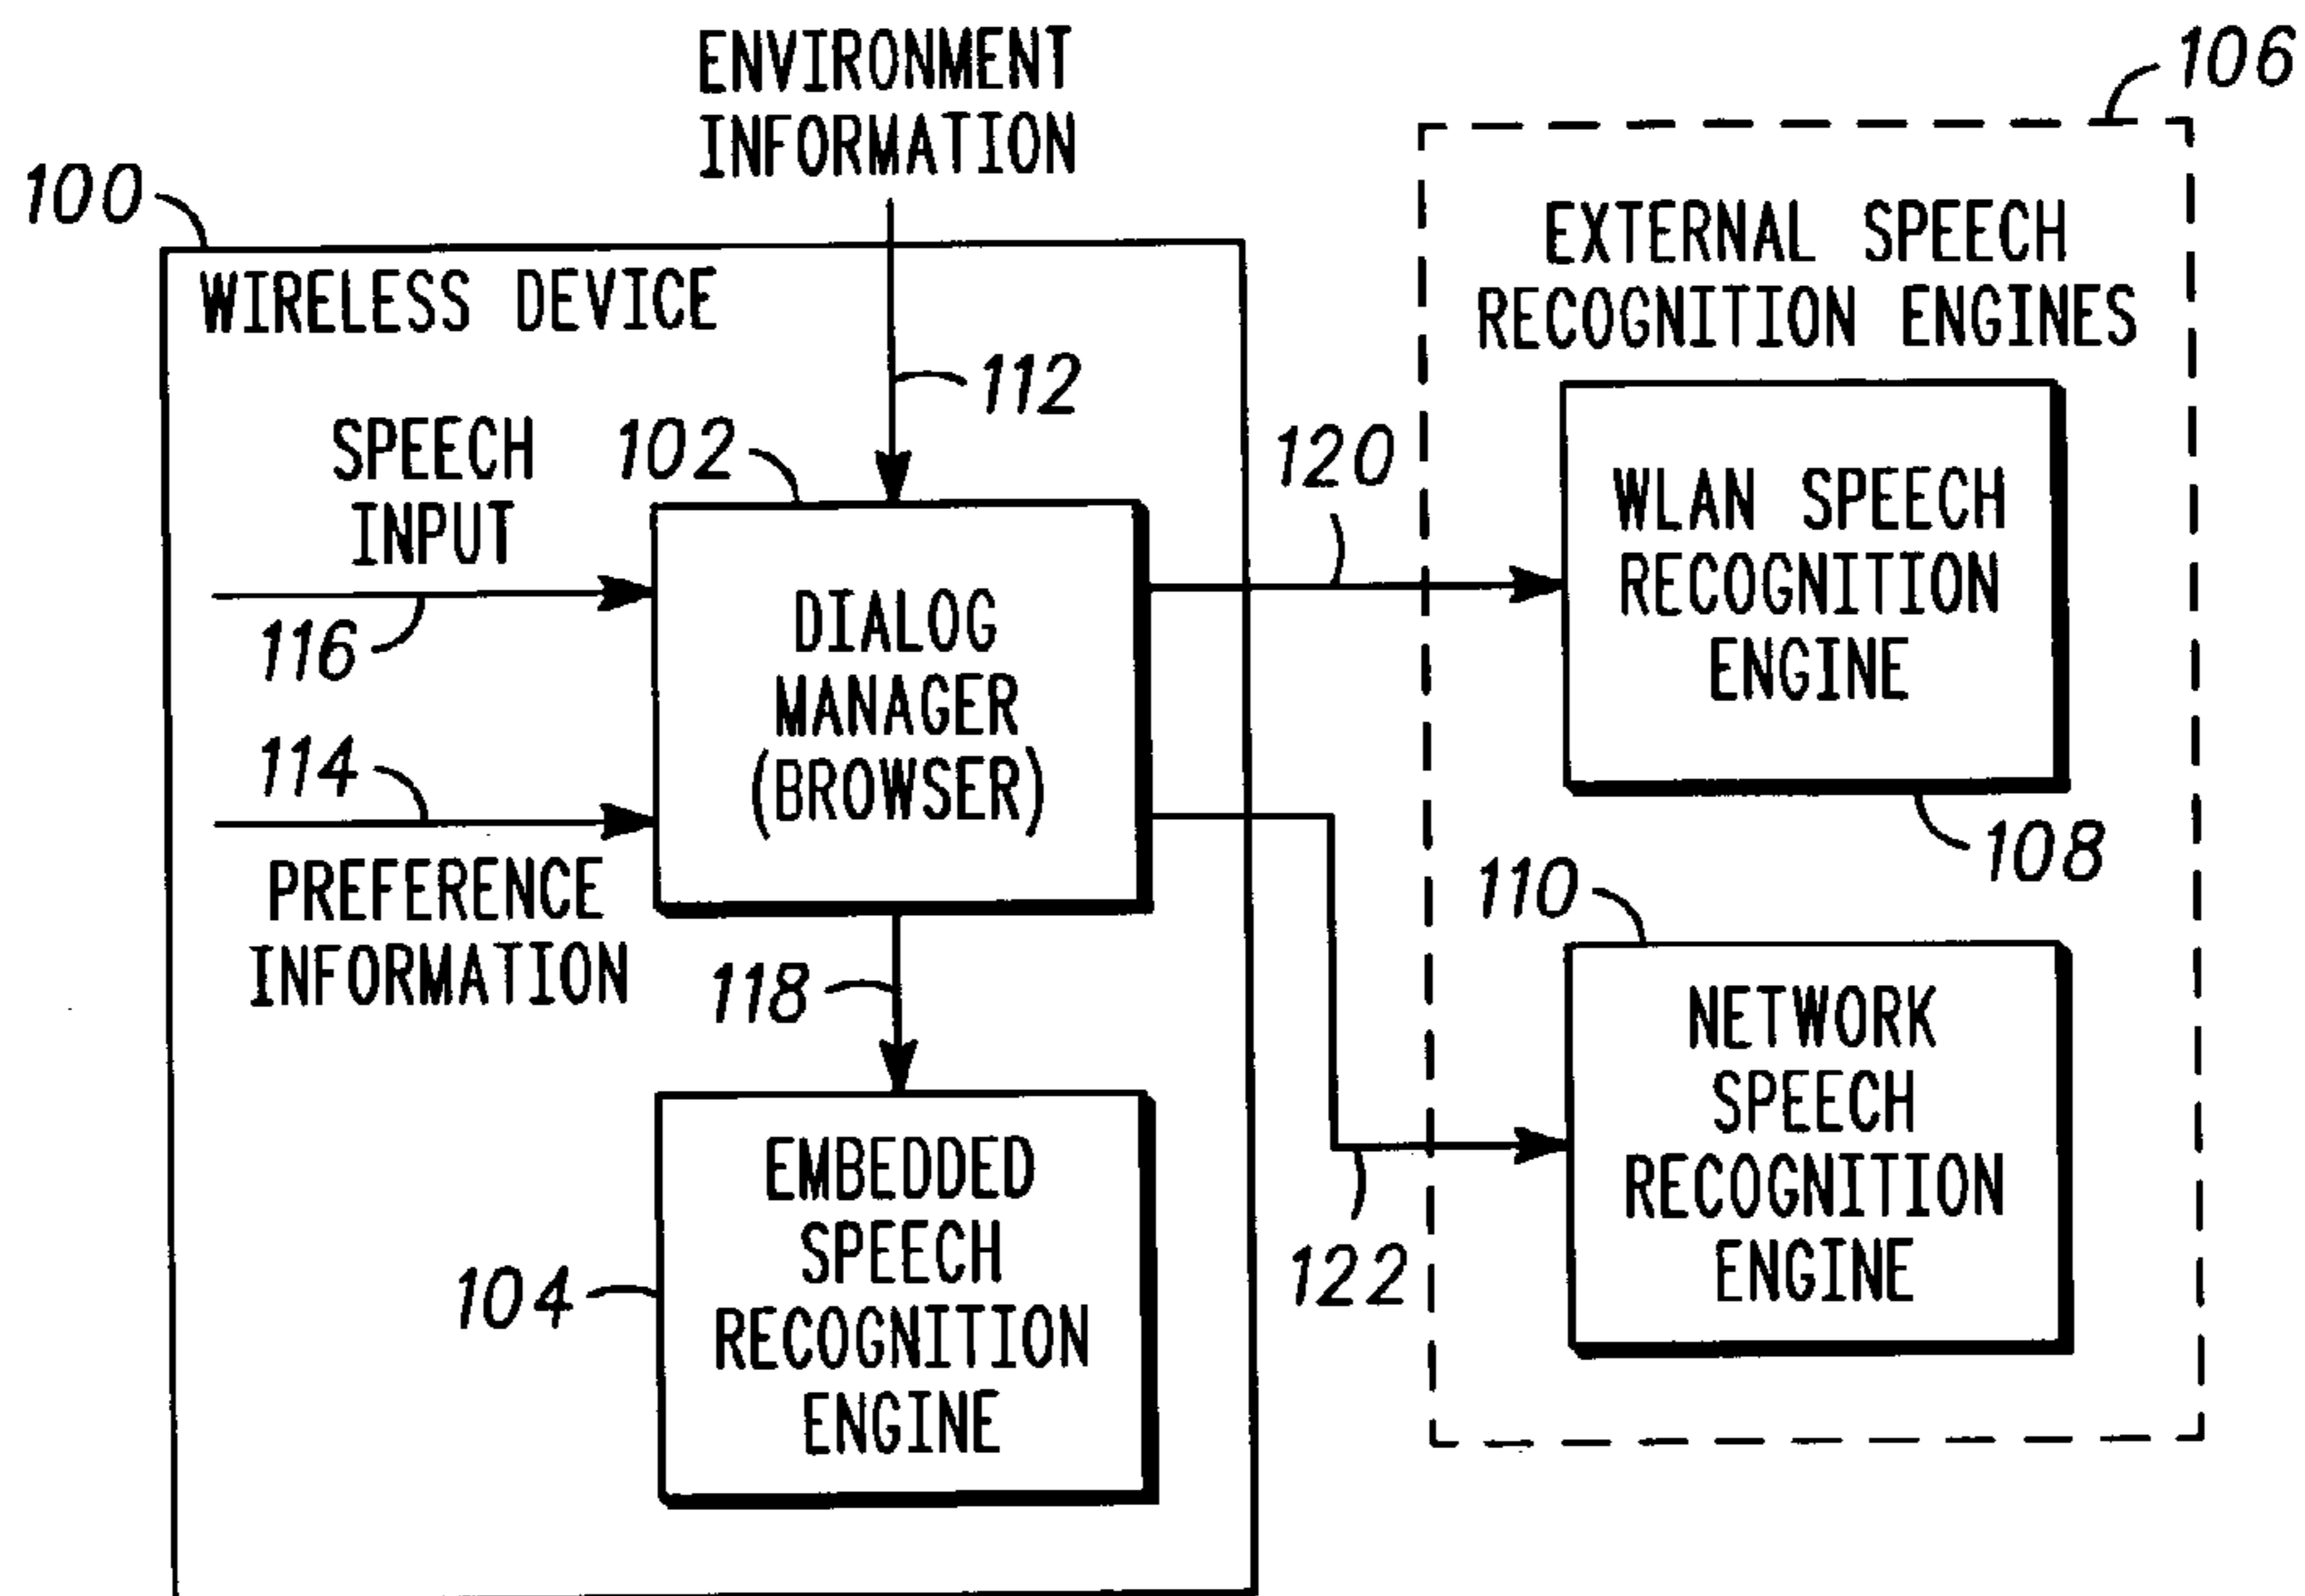 ENVIRONMENT
INFORMATION
106
100
WIRELESS DEVICE
EXTERNAL SPEECH
RECOGNITION ENGINES
112
SPEECH
INPUT
102
120
116
DIALOG
MANAGER
(BROWSER)
WLAN SPEECH
RECOGNITION
ENGINE
108
114
PREFERENCE
INFORMATION
118
110
NETWORK
SPEECH
RECOGNITION
ENGINE
122
104
EMBEDDED
SPEECH
RECOGNITION
ENGINE